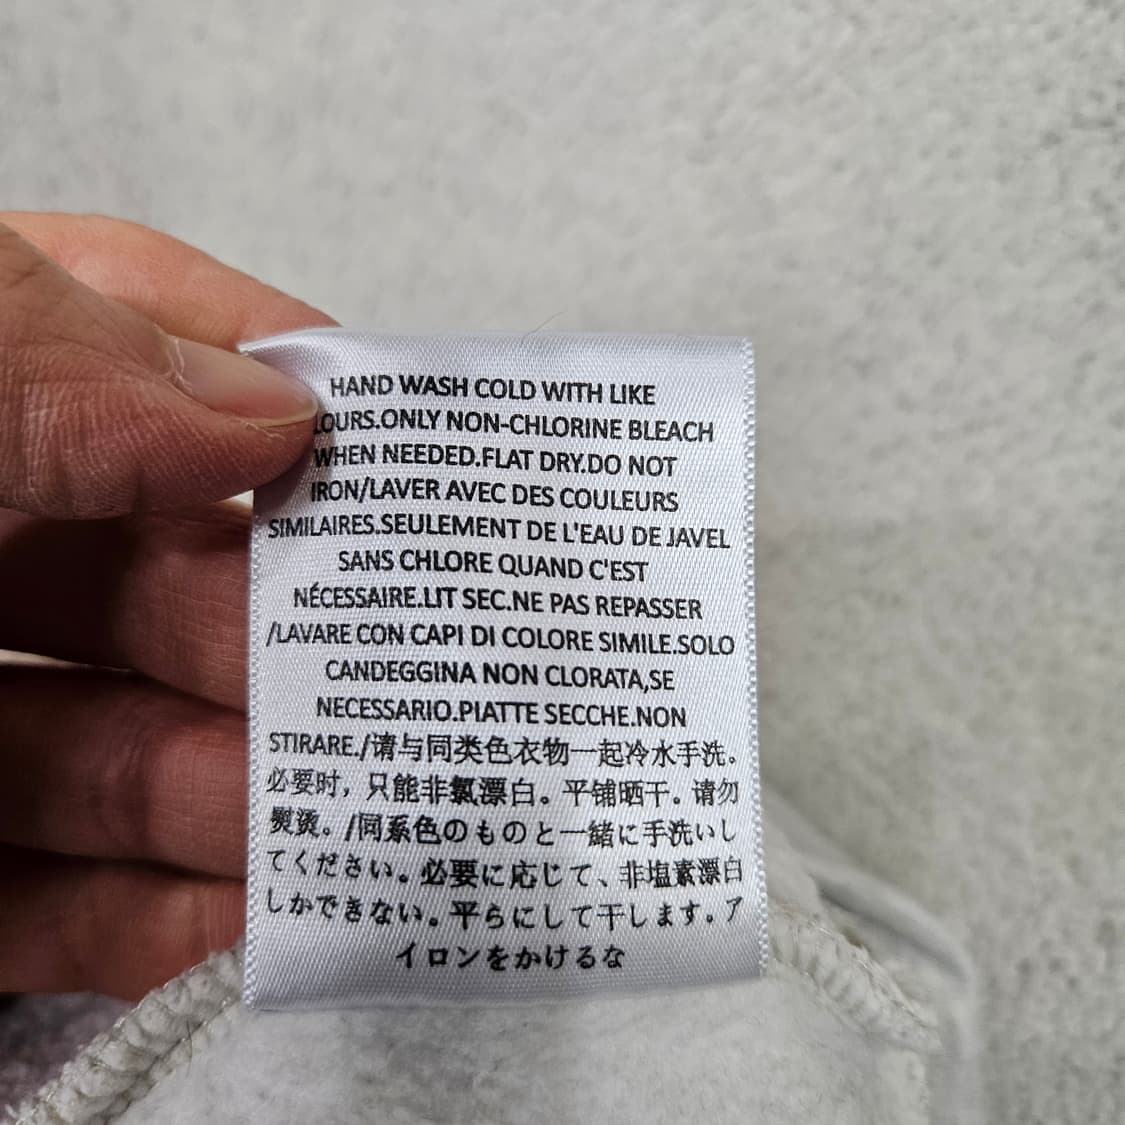 HAND WASH COLD WITH LIKE
LOURS.ONLY NON-CHLORINE BLEACH
WHEN NEEDED.FLAT DRY.DO NOT
IRON/LAVER AVEC DES COULEURS
SIMILAIRES.SEULEMENT DE L'EAU DE JAVEL
SANS CHLORE QUAND C'EST
NÉCESSAIRE.LIT SEC.NE PAS REPASSER
/LAVARE CON CAPI DI COLORE SIMILE.SOLO
CANDEGGINA NON CLORATA,SE
NECESSARIO.PIATTE SECCHE.NON
STIRARE./请与同类色衣物一起冷水手洗。
必要时，只能非氯漂白。平铺晒干。请勿
熨烫。/同系色のものと一緒に手洗いし
てください。必要に応じて、非塩素漂白
しかできない。平らにして干します。ア
イロンをかけるな